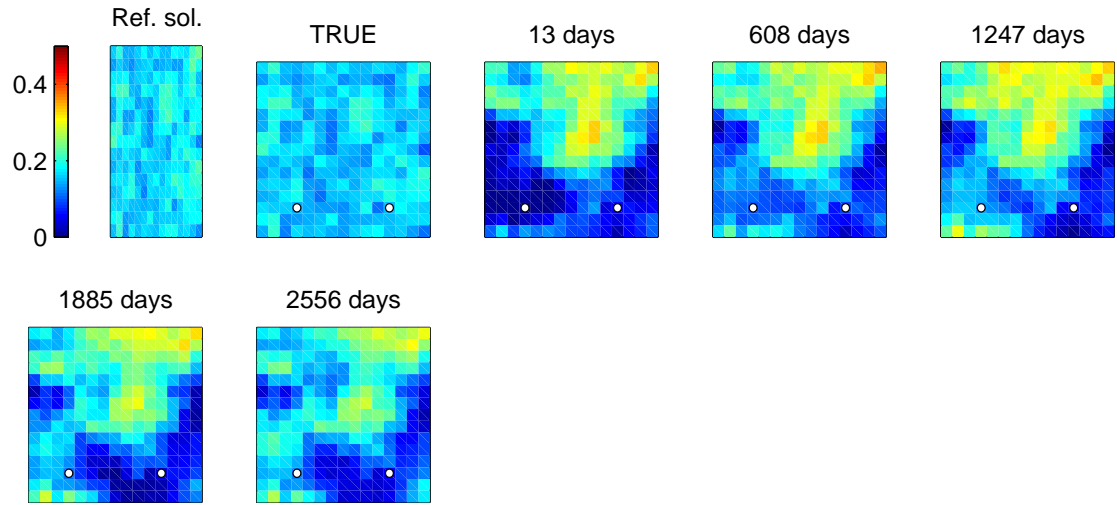 Ref. sol.
TRUE
13 days
608 days
1247 days
0.4
0.2
0
1885 days
2556 days